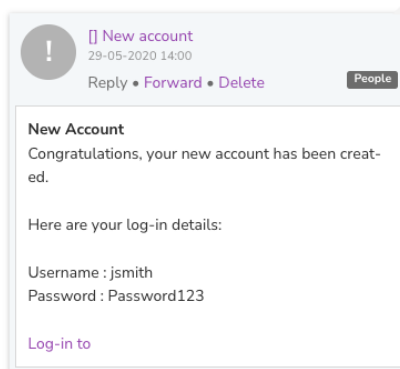 !
[] New account
29-05-2020 14:00
Reply • Forward • Delete
People
New Account
Congratulations, your new account has been creat-
ed.
Here are your log-in details:
Username : jsmith
Password : Password123
Log-in to